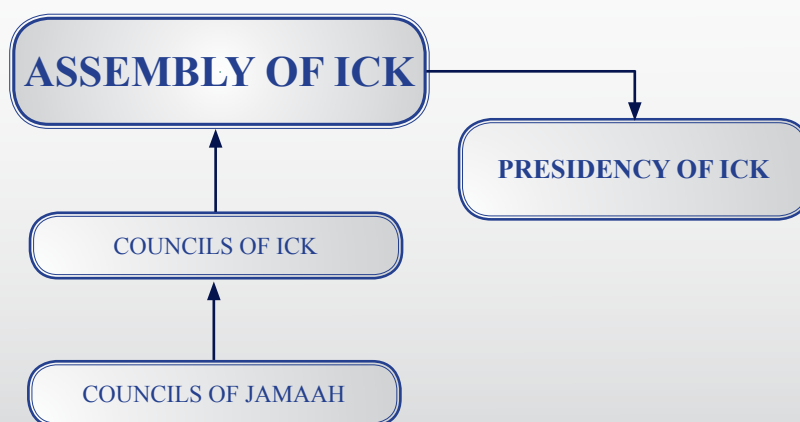 ASSEMBLY OF ICK
PRESIDENCY OF ICK
COUNCILS OF ICK
COUNCILS OF JAMAAH